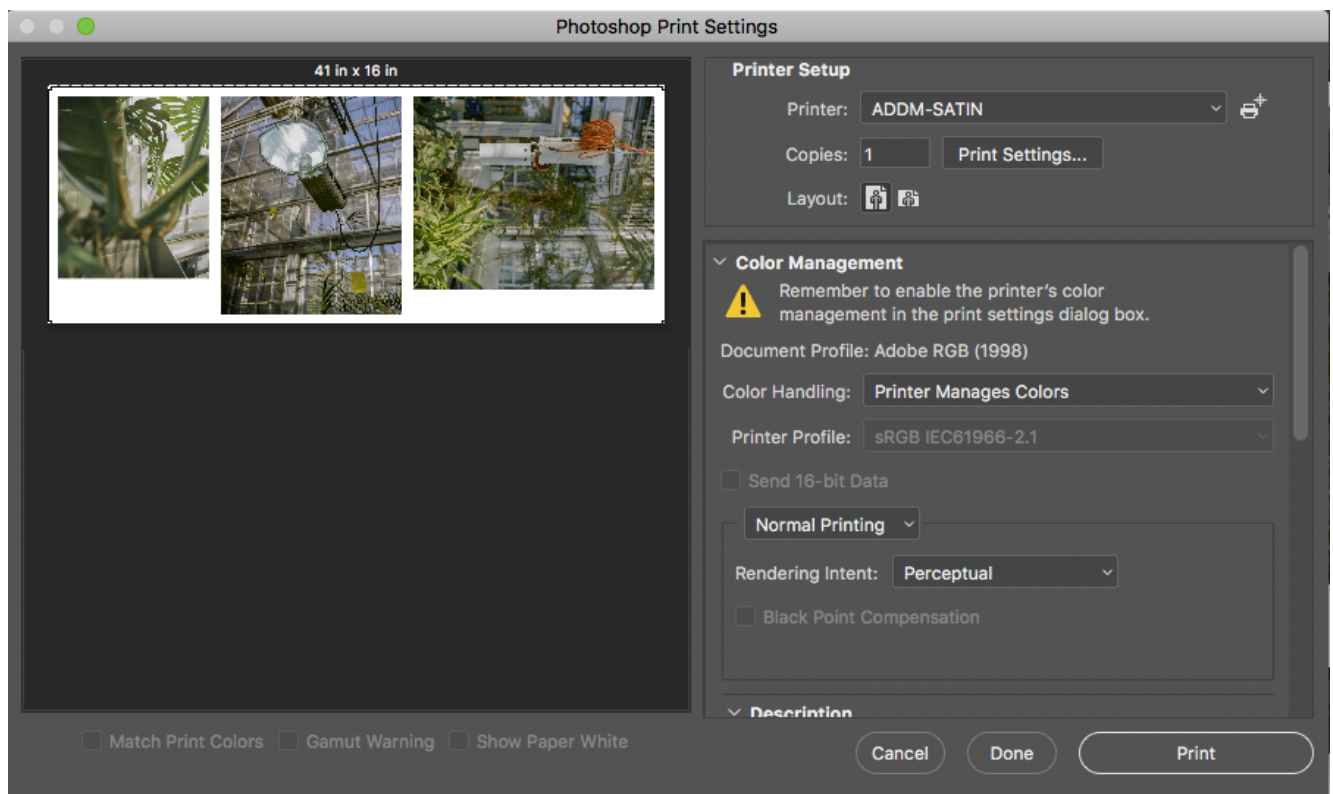 Photoshop Print Settings
41 in x 16 in
Printer Setup
Printer: ADDM-SATIN
Copies: 1 Print Settings...
Layout:
Color Management
Remember to enable the printer's color
management in the print settings dialog box.
Document Profile: Adobe RGB (1998)
Color Handling: Printer Manages Colors
Printer Profile: sRGB IEC61966-2.1
Send 16-bit Data
Normal Printing
Rendering Intent: Perceptual
Black Point Compensation
Description
Match Print Colors Gamut Warning Show Paper White
Cancel Done Print